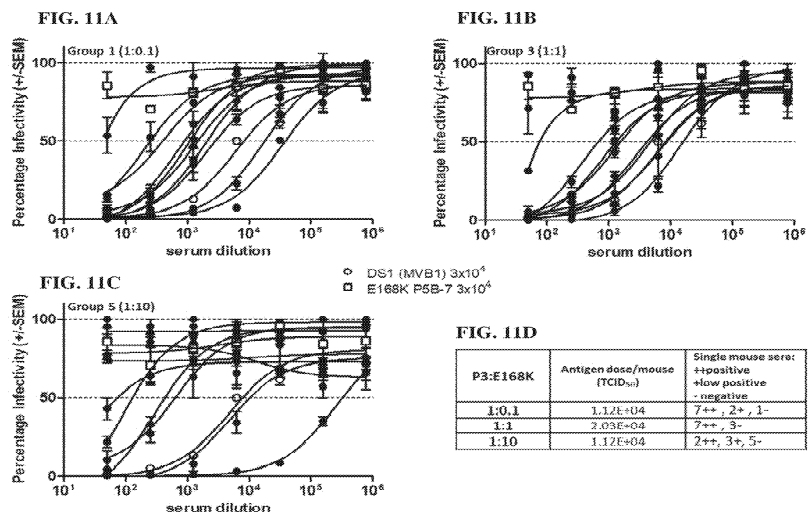 FIG. 11A
Group 1 (1:0.1)
Percentage Infectivity (+/-SEM)
100
50
0
10¹ 10² 10³ 10⁴ 10⁵ 10⁶
serum dilution
FIG. 11B
Group 3 (1:1)
Percentage Infectivity (+/-SEM)
100
50
0
10¹ 10² 10³ 10⁴ 10⁵ 10⁶
serum dilution
FIG. 11C
Group 5 (1:10)
Percentage Infectivity (+/-SEM)
100
50
0
10¹ 10² 10³ 10⁴ 10⁵ 10⁶
serum dilution
DS1 (MVB1) 3x10⁴
E168K P5B-7 3x10⁴
FIG. 11D
P3:E168K
Antigen dose/mouse
(TCID₅₀)
Single mouse sera:
++positive
+low positive
- negative
1:0.1 1.12E+04 7++ , 2+ , 1-
1:1 2.03E+04 7++ , 3-
1:10 1.12E+04 2++, 3+, 5-